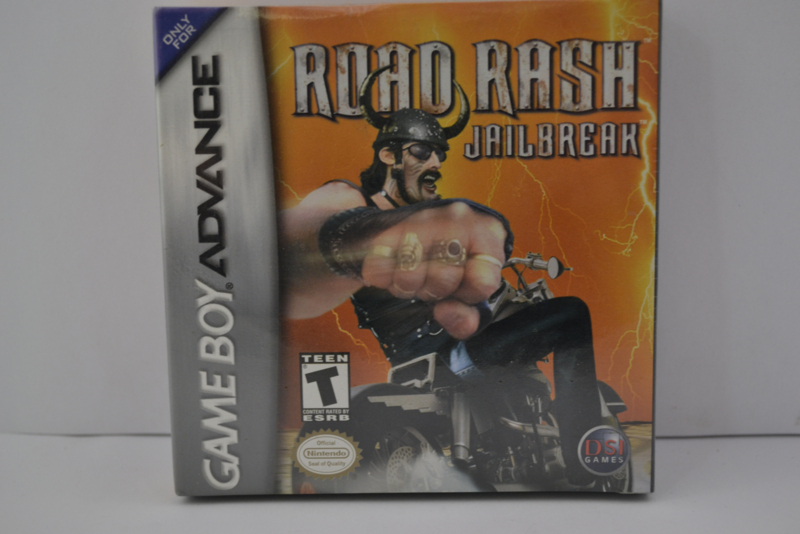 ONLY
FOR
GAME BOY ADVANCE
ROAD RASH
JAILBREAK™
TEEN
T
CONTENT RATED BY
ESRB
Official
Nintendo
Seal of Quality
DSI
GAMES